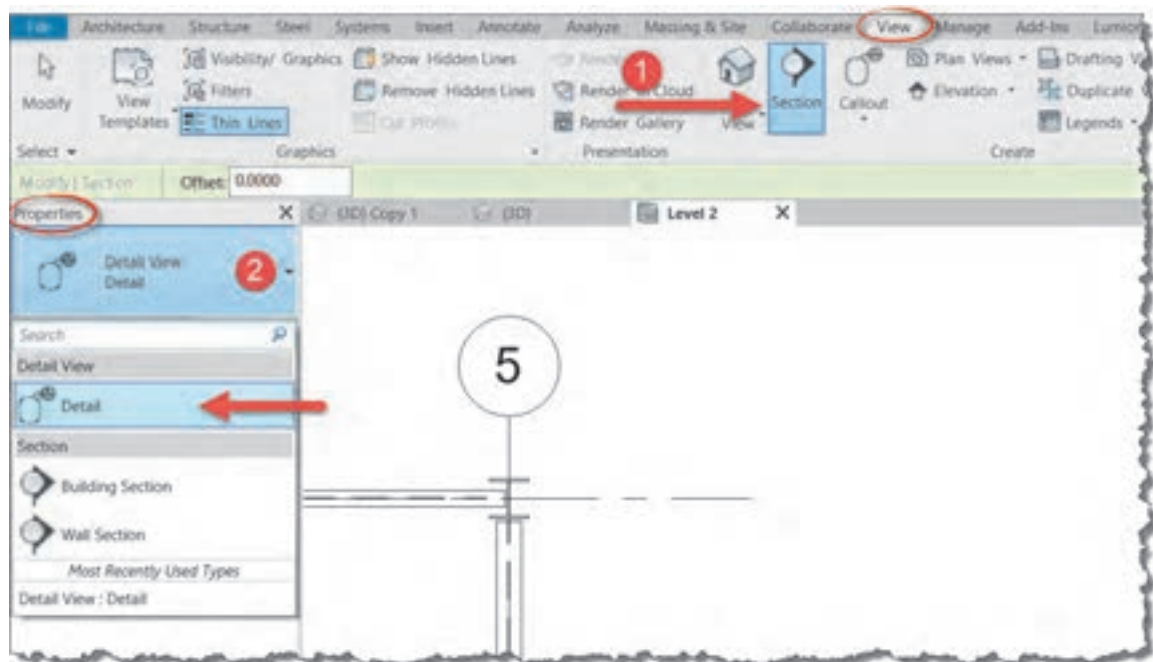 File Architecture Structure Steel Systems Insert Annotate Analyze Massing & Site Collaborate View Manage Add-Ins
Modify
View Templates
Visibility/ Graphics
Filters
Thin Lines
Show Hidden Lines
Remove Hidden Lines
Cut Profile
Render
1
Render in Cloud
Render Gallery
View
Section
Callout
Plan Views
Elevation
Drafting
Duplicate
Legends
Select Graphics Presentation Create
Modify | Section Offset: 0.0000
Properties X {3D} Copy 1 {3D} Level 2 X
Detail View
Detail
2
Search
Detail View
Detail
Section
Building Section
Wall Section
Most Recently Used Types
Detail View : Detail
5